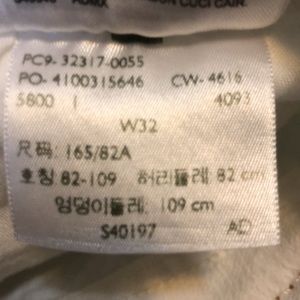 PC9- 32317-0055
PO- 4100315646 CW- 4616
5800 1 4093
W32
尺码: 165/82A
호칭 82-109 허리둘레 82 cm
엉덩이둘레: 109 cm
S40197 AD